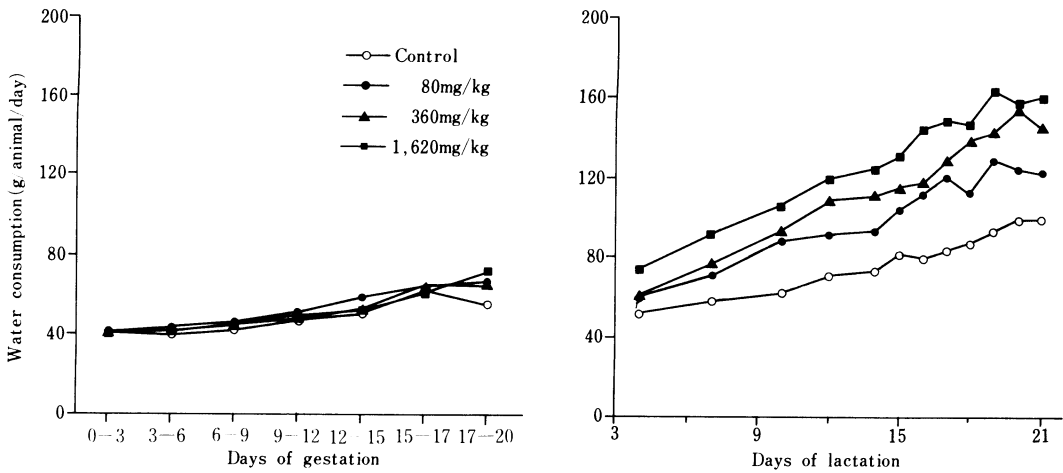 200
160
120
80
40
0
Water consumption (g/animal/day)
Control
80mg/kg
360mg/kg
1,620mg/kg
0–3 3–6 6–9 9–12 12–15 15–17 17–20
Days of gestation
200
160
120
80
40
0
3 9 15 21
Days of lactation